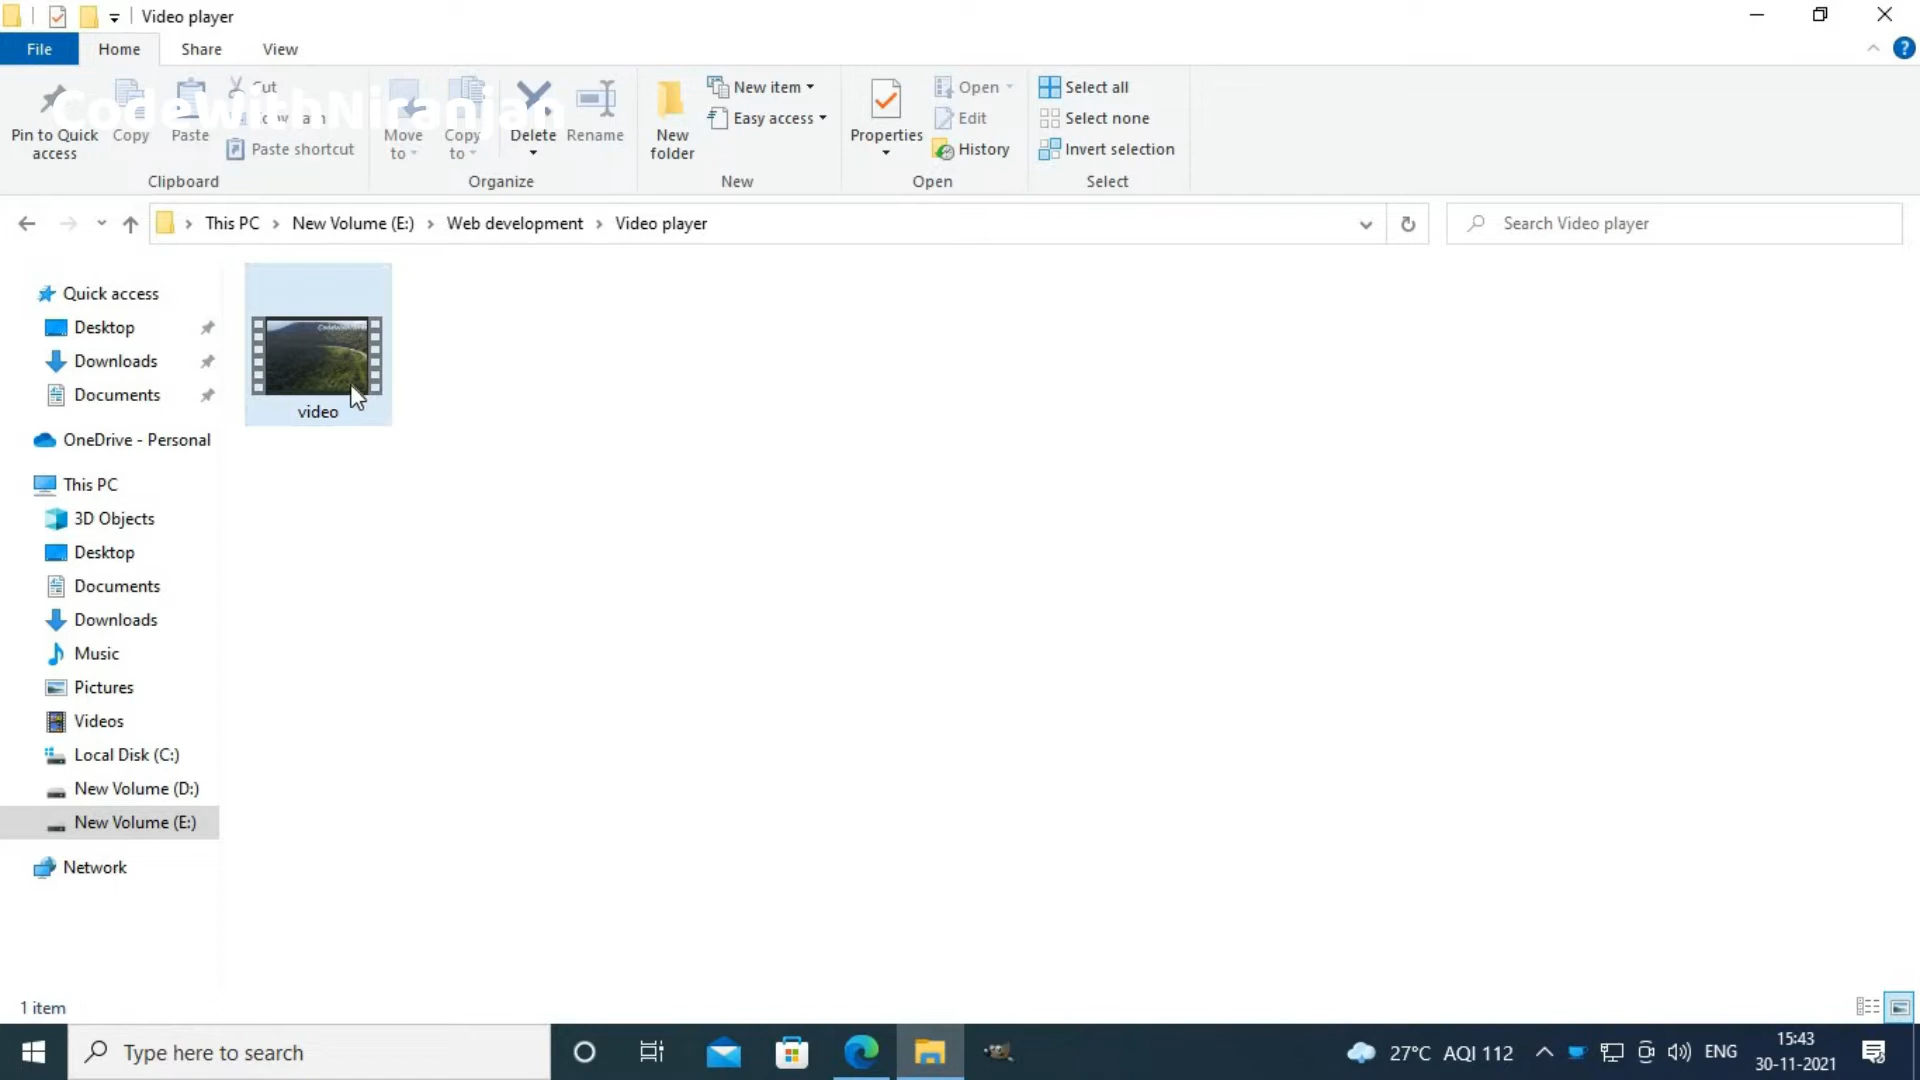 Video player
File Home Share View
CodeWithNiranjan
Cut
Pin to Quick access
Copy
Paste
Paste shortcut
Move to
Copy to
Delete
Rename
New folder
New item
Easy access
Properties
Open
Edit
History
Select all
Select none
Invert selection
Clipboard Organize New Open Select
This PC New Volume (E:) Web development Video player
Search Video player
Quick access
Desktop
Downloads
Documents
OneDrive - Personal
This PC
3D Objects
Desktop
Documents
Downloads
Music
Pictures
Videos
Local Disk (C:)
New Volume (D:)
New Volume (E:)
Network
video
1 item
Type here to search
27°C AQI 112
ENG
15:43
30-11-2021